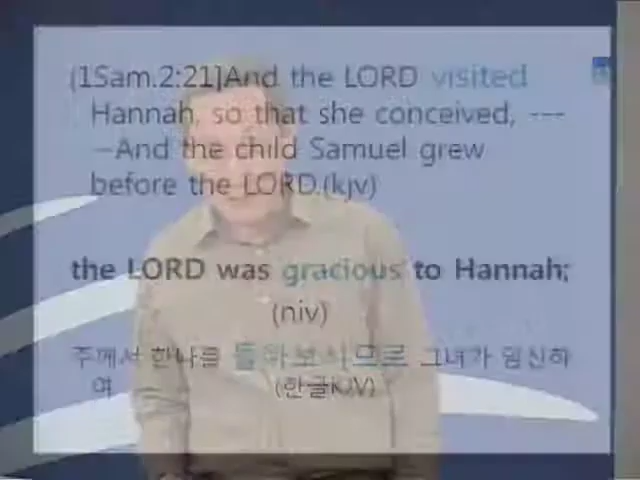 (1Sam.2:21]And the LORD visited
Hannah, so that she conceived, ---
-And the child Samuel grew
before the LORD.(kjv)
the LORD was gracious to Hannah;
(niv)
주께서 한나를 돌아보시므로 그녀가 임신하
여 (한글KJV)